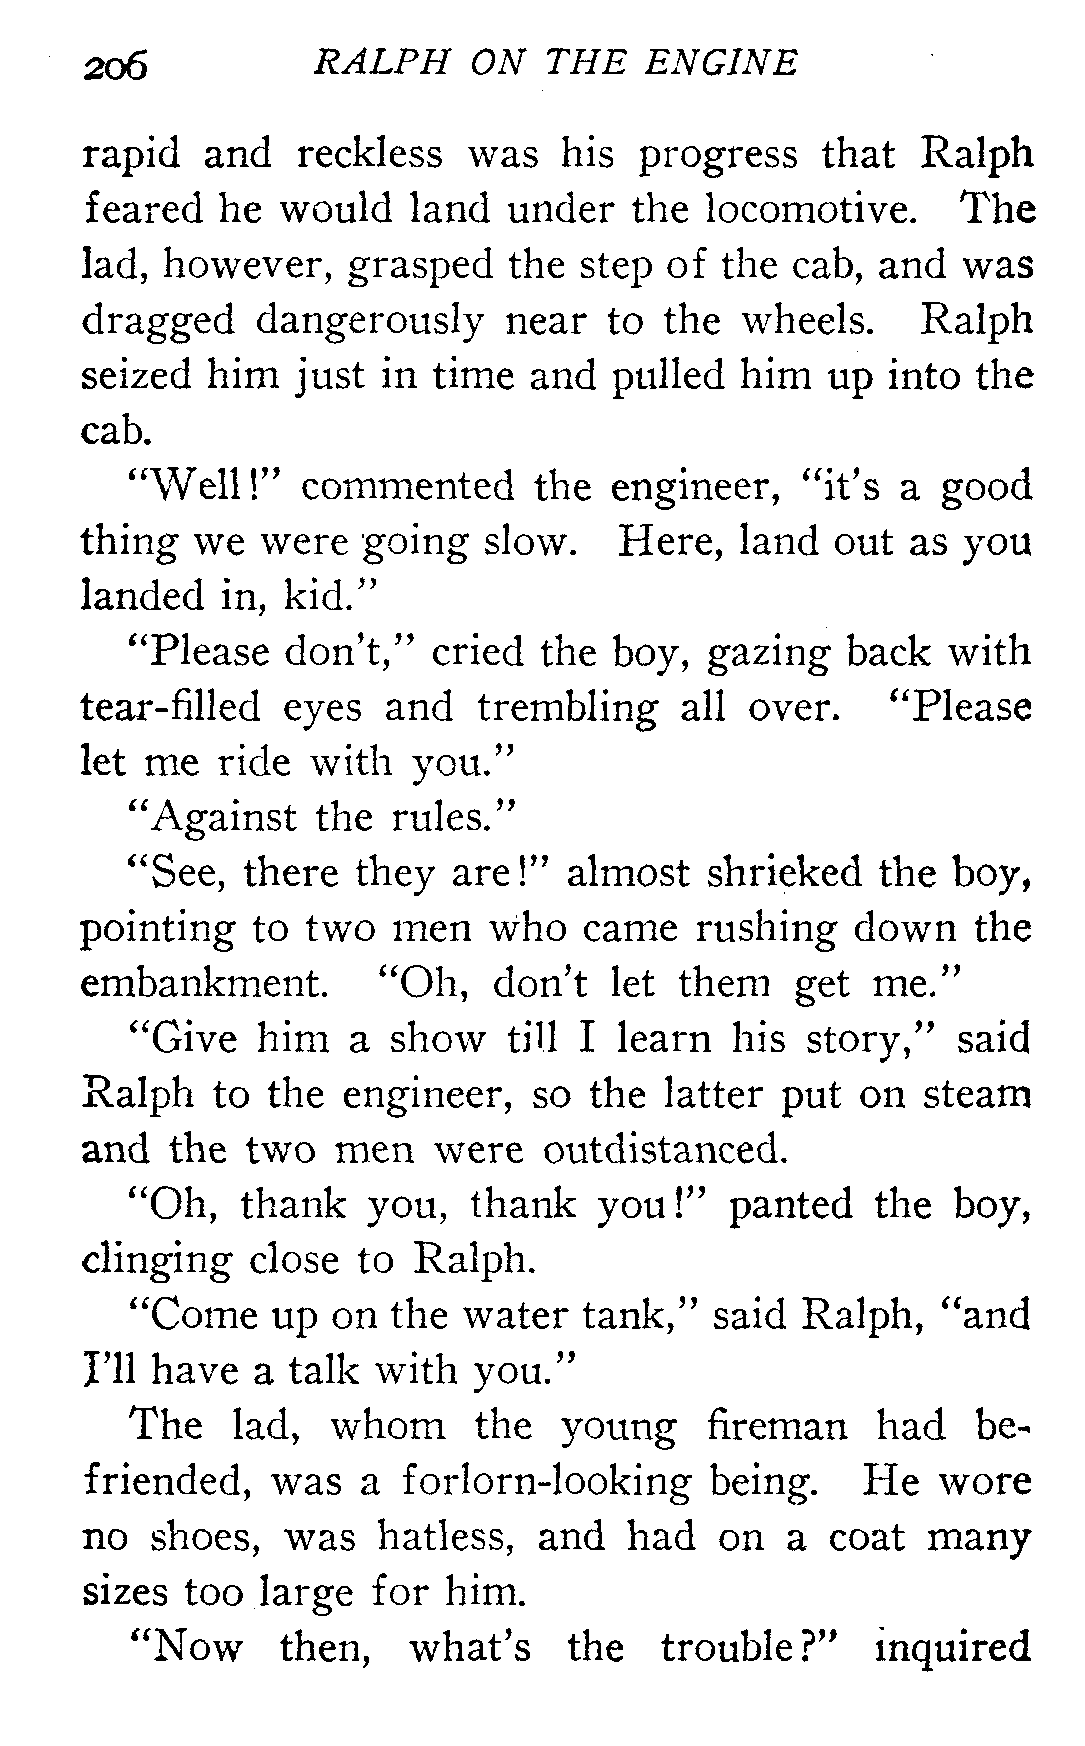 206 RALPH ON THE ENGINE
rapid and reckless was his progress that Ralph
feared he would land under the locomotive. The
lad, however, grasped the step of the cab, and was
dragged dangerously near to the wheels. Ralph
seized him just in time and pulled him up into the
cab.
“Well!” commented the engineer, “it’s a good
thing we were going slow. Here, land out as you
landed in, kid.”
“Please don’t,” cried the boy, gazing back with
tear-filled eyes and trembling all over. “Please
let me ride with you.”
“Against the rules.”
“See, there they are!” almost shrieked the boy,
pointing to two men who came rushing down the
embankment. “Oh, don’t let them get me.”
“Give him a show till I learn his story,” said
Ralph to the engineer, so the latter put on steam
and the two men were outdistanced.
“Oh, thank you, thank you!” panted the boy,
clinging close to Ralph.
“Come up on the water tank,” said Ralph, “and
I’ll have a talk with you.”
The lad, whom the young fireman had be-
friended, was a forlorn-looking being. He wore
no shoes, was hatless, and had on a coat many
sizes too large for him.
“Now then, what’s the trouble?” inquired